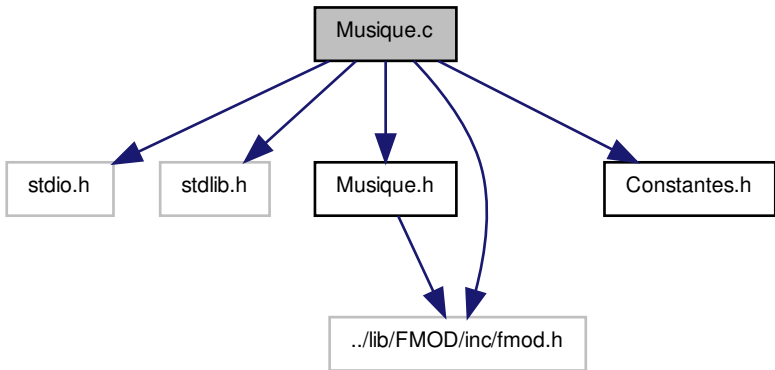 Musique.c
stdio.h
stdlib.h
Musique.h
Constantes.h
../lib/FMOD/inc/fmod.h